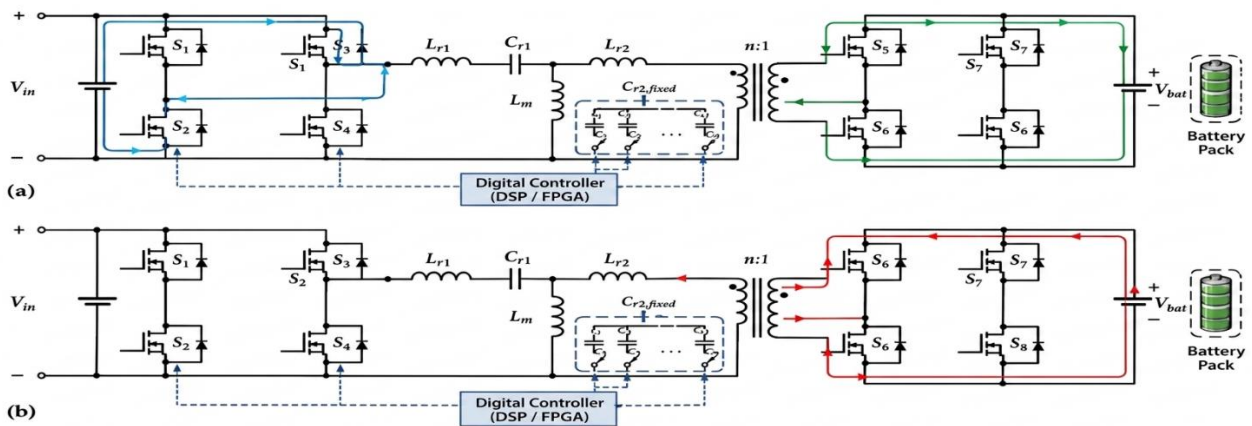 +
V_in
−
S_1
S_2
S_1
S_3
S_4
L_r1
C_r1
L_m
L_r2
C_r2,fixed
...
n:1
S_5
S_6
S_7
S_7
S_6
+
V_bat
−
Battery
Pack
Digital Controller
(DSP / FPGA)
(a)
+
V_in
−
S_1
S_2
S_2
S_3
S_4
L_r1
C_r1
L_m
L_r2
C_r2,fixed
...
n:1
S_6
S_6
S_7
S_7
S_8
+
V_bat
−
Battery
Pack
Digital Controller
(DSP / FPGA)
(b)